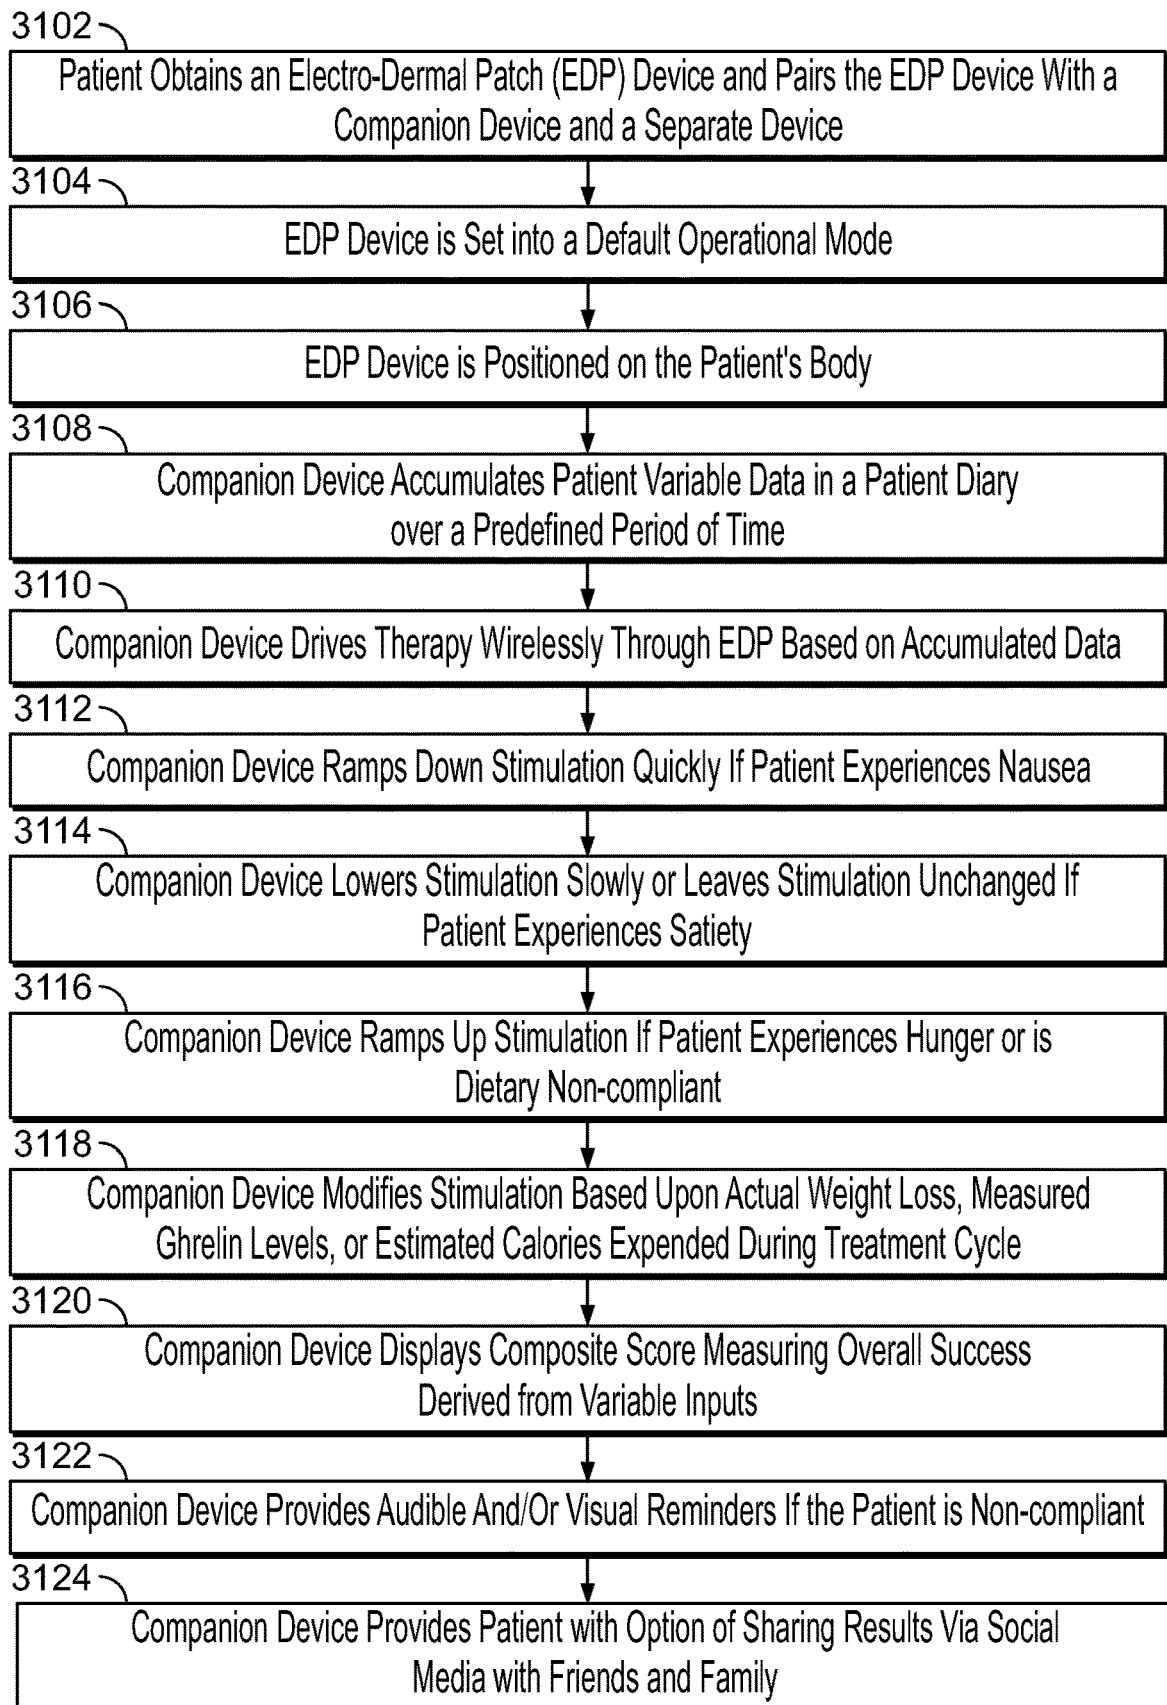 3102
Patient Obtains an Electro-Dermal Patch (EDP) Device and Pairs the EDP Device With a
Companion Device and a Separate Device
3104
EDP Device is Set into a Default Operational Mode
3106
EDP Device is Positioned on the Patient's Body
3108
Companion Device Accumulates Patient Variable Data in a Patient Diary
over a Predefined Period of Time
3110
Companion Device Drives Therapy Wirelessly Through EDP Based on Accumulated Data
3112
Companion Device Ramps Down Stimulation Quickly If Patient Experiences Nausea
3114
Companion Device Lowers Stimulation Slowly or Leaves Stimulation Unchanged If
Patient Experiences Satiety
3116
Companion Device Ramps Up Stimulation If Patient Experiences Hunger or is
Dietary Non-compliant
3118
Companion Device Modifies Stimulation Based Upon Actual Weight Loss, Measured
Ghrelin Levels, or Estimated Calories Expended During Treatment Cycle
3120
Companion Device Displays Composite Score Measuring Overall Success
Derived from Variable Inputs
3122
Companion Device Provides Audible And/Or Visual Reminders If the Patient is Non-compliant
3124
Companion Device Provides Patient with Option of Sharing Results Via Social
Media with Friends and Family